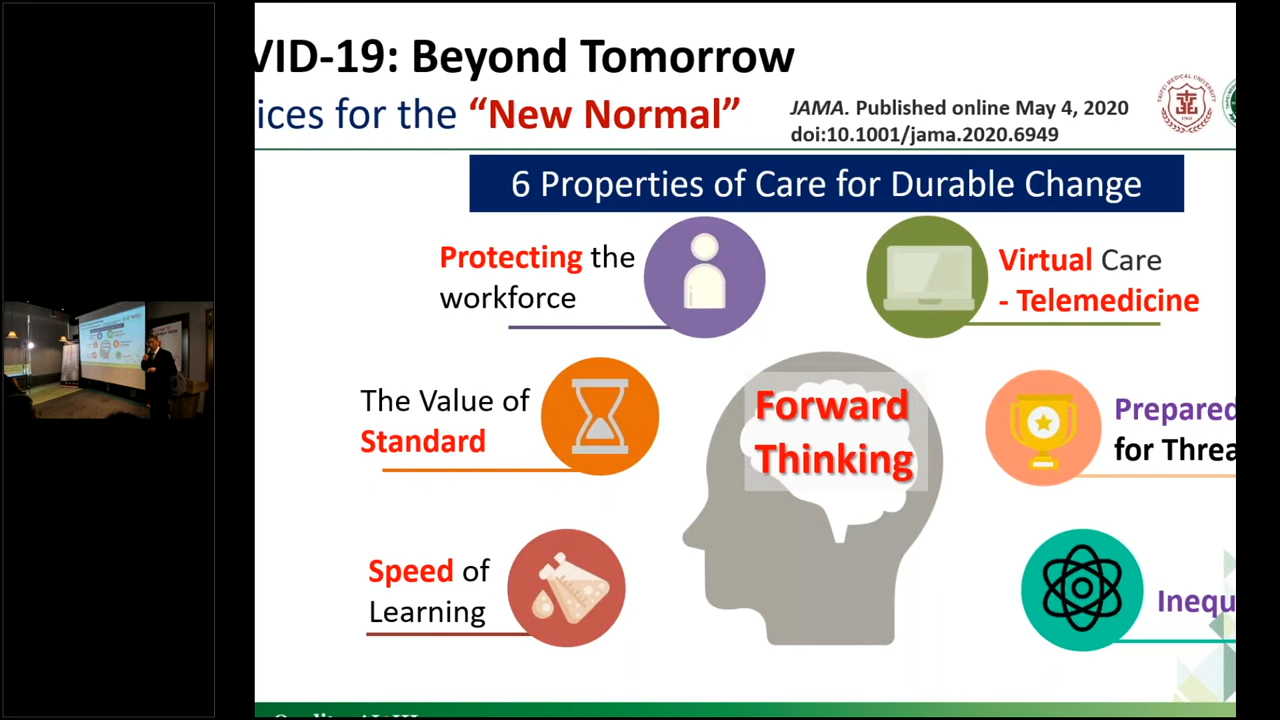 VID-19: Beyond Tomorrow
ices for the “New Normal”
JAMA. Published online May 4, 2020
doi:10.1001/jama.2020.6949
6 Properties of Care for Durable Change
Protecting the
workforce
Virtual Care
- Telemedicine
The Value of
Standard
Forward
Thinking
Prepared
for Threa
Speed of
Learning
Inequ